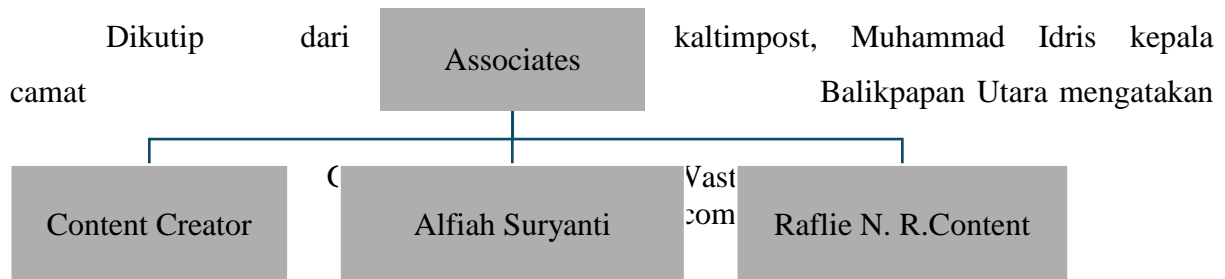 Dikutip dari kaltimpost, Muhammad Idris kepala
Associates
camat Balikpapan Utara mengatakan
Content Creator
Alfiah Suryanti
Raflie N. R.Content